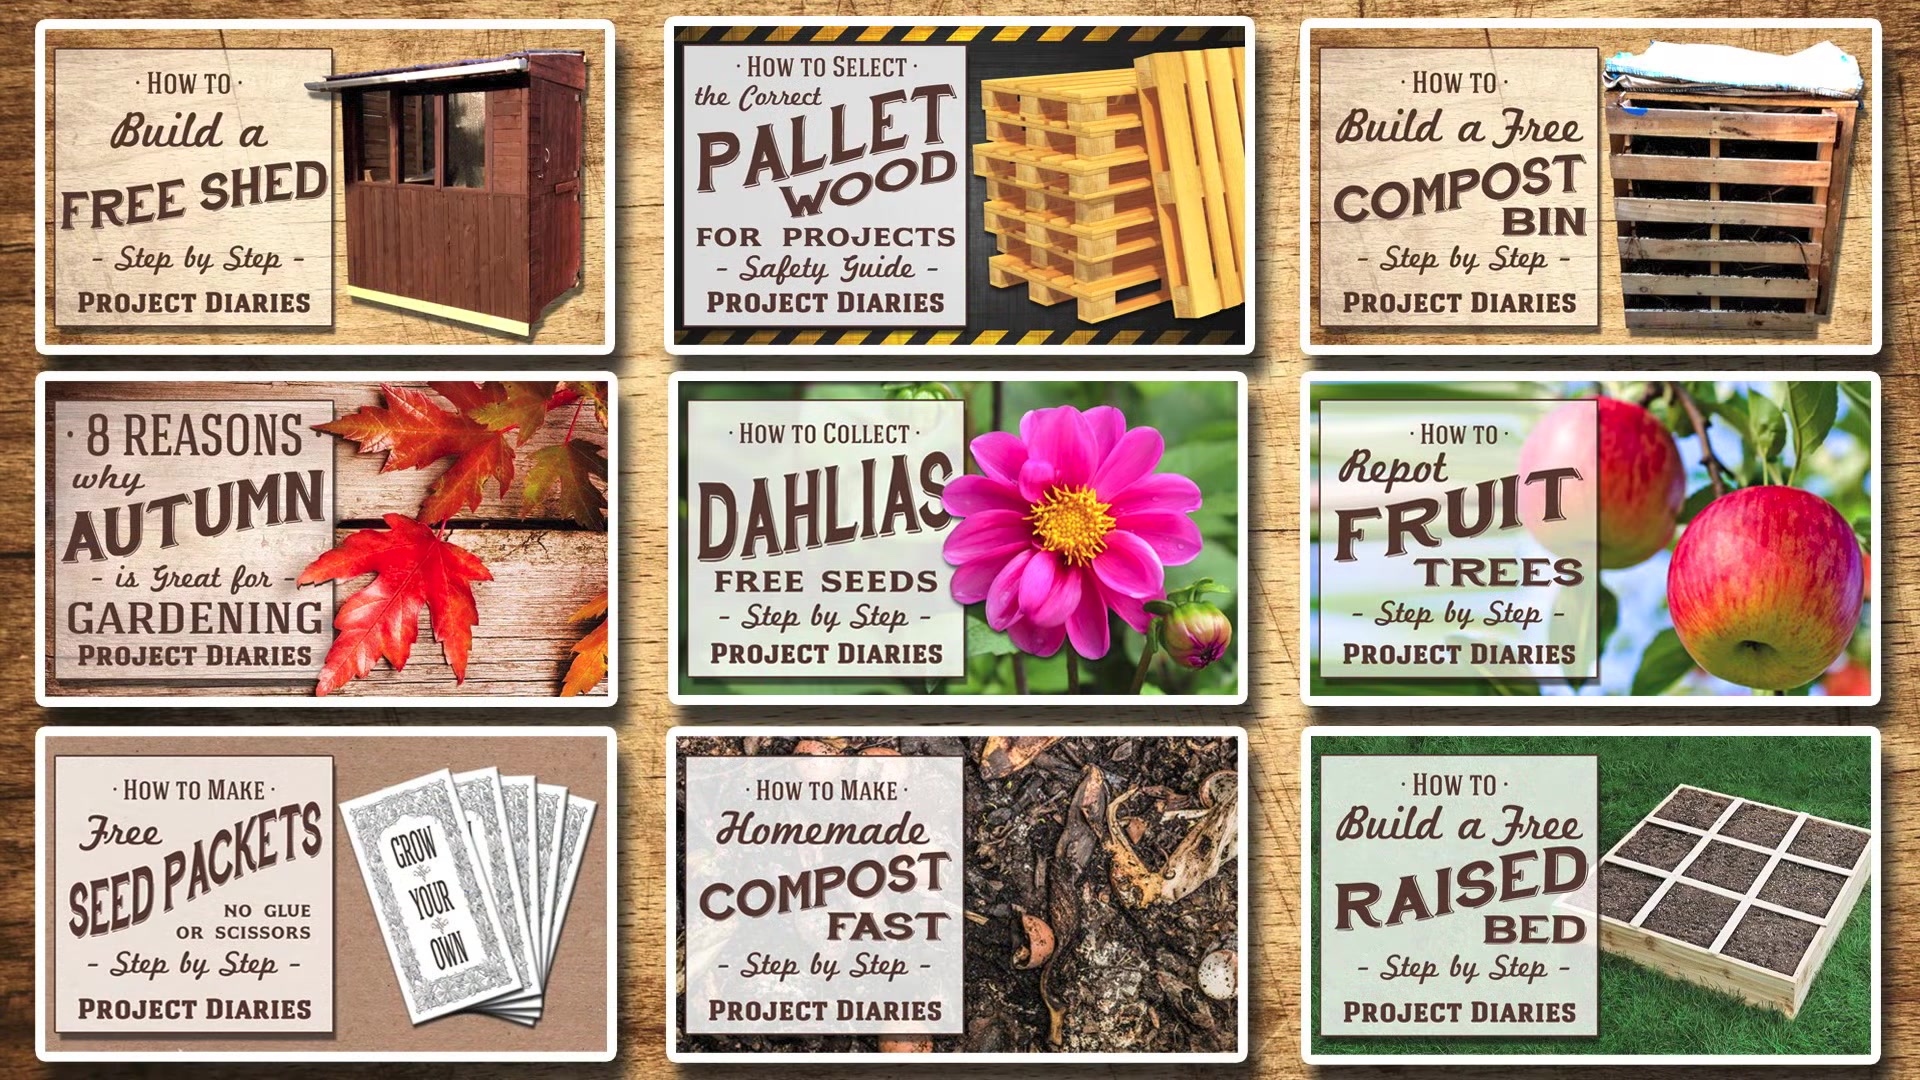 · How to ·
Build a
FREE SHED
- Step by Step -
Project Diaries
· How to Select ·
the Correct
PALLET
WOOD
FOR PROJECTS
- Safety Guide -
Project Diaries
· How to ·
Build a Free
COMPOST
BIN
- Step by Step -
Project Diaries
· 8 REASONS ·
why
AUTUMN
- is Great for -
GARDENING
Project Diaries
· How to Collect ·
DAHLIAS
FREE SEEDS
- Step by Step -
Project Diaries
· How to ·
Repot
FRUIT
TREES
- Step by Step -
Project Diaries
· How to Make ·
Free
SEED PACKETS
NO GLUE
OR SCISSORS
- Step by Step -
Project Diaries
GROW
YOUR
OWN
· How to Make ·
Homemade
COMPOST
FAST
- Step by Step -
Project Diaries
· How to ·
Build a Free
RAISED
BED
- Step by Step -
Project Diaries